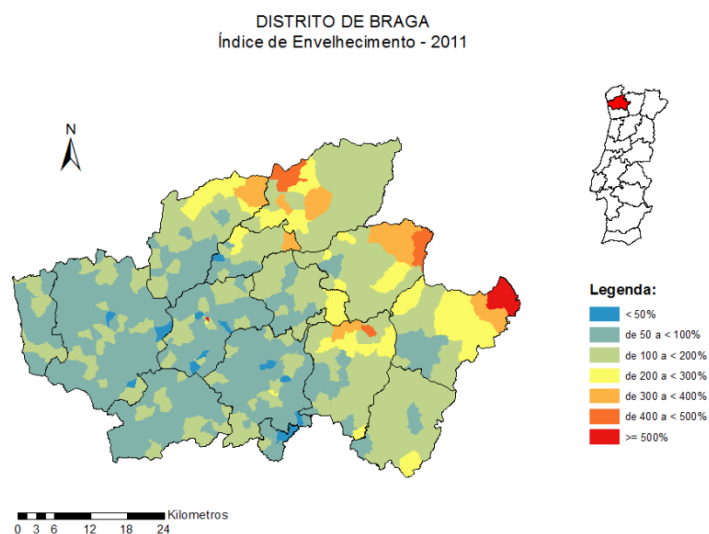 DISTRITO DE BRAGA
Índice de Envelhecimento - 2011
N
Legenda:
< 50%
de 50 a < 100%
de 100 a < 200%
de 200 a < 300%
de 300 a < 400%
de 400 a < 500%
>= 500%
Kilometros
0 3 6 12 18 24